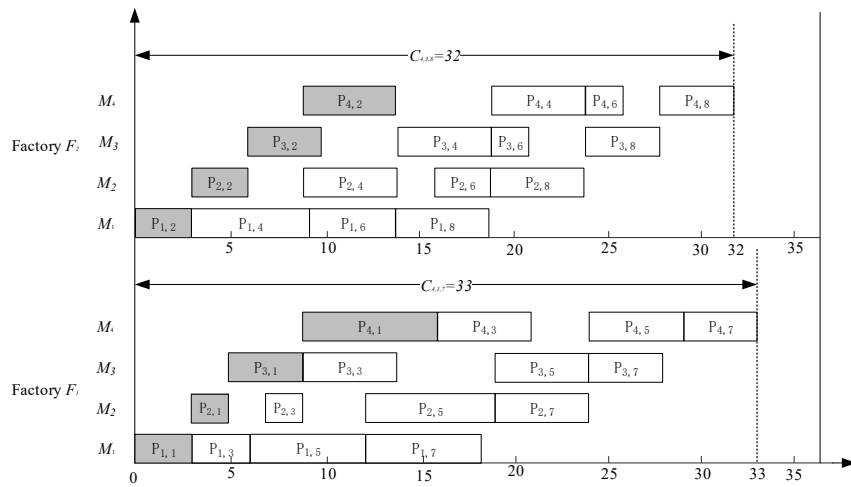 C4,3,8=32
M4 P4, 2 P4, 4 P4, 6 P4, 8
M3 P3, 2 P3, 4 P3, 6 P3, 8
Factory F2
M2 P2, 2 P2, 4 P2, 6 P2, 8
M1 P1, 2 P1, 4 P1, 6 P1, 8
5 10 15 20 25 30 32 35
C4,1,7=33
M4 P4, 1 P4, 3 P4, 5 P4, 7
M3 P3, 1 P3, 3 P3, 5 P3, 7
Factory F1
M2 P2, 1 P2, 3 P2, 5 P2, 7
M1 P1, 1 P1, 3 P1, 5 P1, 7
0 5 10 15 20 25 30 33 35